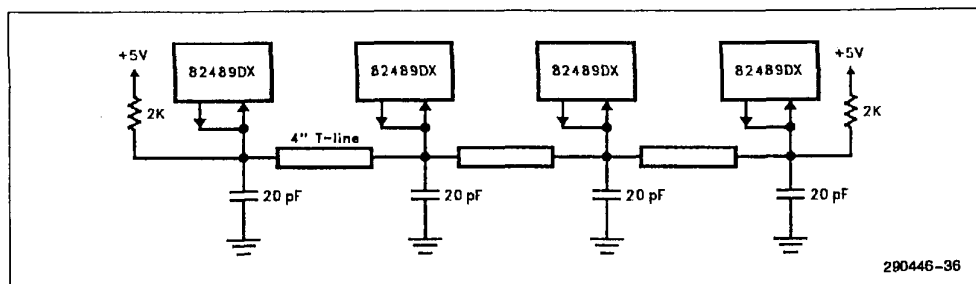 +5V
82489DX
82489DX
82489DX
82489DX
+5V
2K
2K
4" T-line
20 pF
20 pF
20 pF
20 pF
290446-36